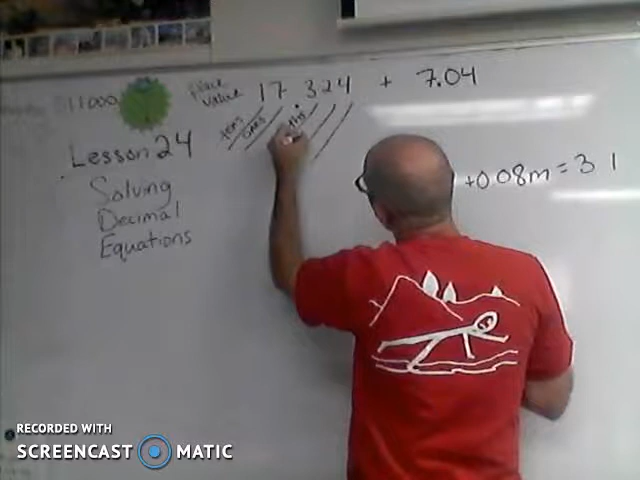 $11000
place value 17.324 + 7.04
tens ones
Lesson 24
Solving
Decimal
Equations
+0.08m = 3 1
RECORDED WITH
SCREENCAST MATIC